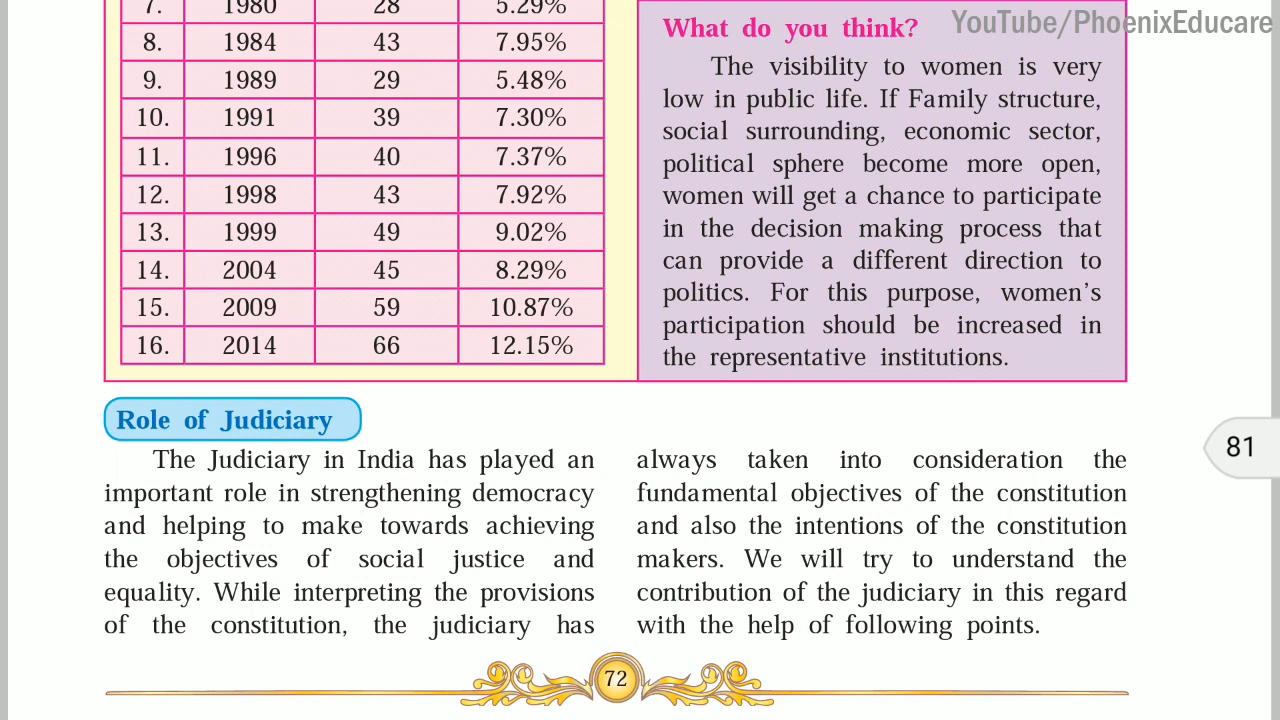 7. 1980 28 5.29%
8. 1984 43 7.95%
9. 1989 29 5.48%
10. 1991 39 7.30%
11. 1996 40 7.37%
12. 1998 43 7.92%
13. 1999 49 9.02%
14. 2004 45 8.29%
15. 2009 59 10.87%
16. 2014 66 12.15%
What do you think?
YouTube/PhoenixEducare
The visibility to women is very
low in public life. If Family structure,
social surrounding, economic sector,
political sphere become more open,
women will get a chance to participate
in the decision making process that
can provide a different direction to
politics. For this purpose, women's
participation should be increased in
the representative institutions.
Role of Judiciary
The Judiciary in India has played an
important role in strengthening democracy
and helping to make towards achieving
the objectives of social justice and
equality. While interpreting the provisions
of the constitution, the judiciary has
always taken into consideration the
fundamental objectives of the constitution
and also the intentions of the constitution
makers. We will try to understand the
contribution of the judiciary in this regard
with the help of following points.
81
72